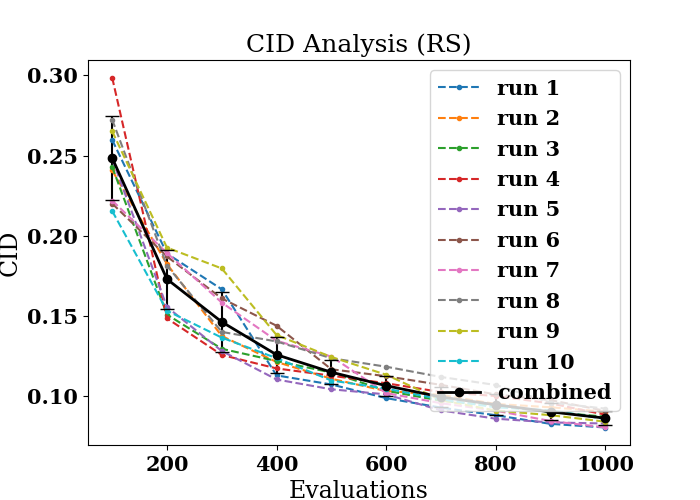 CID Analysis (RS)
0.30
0.25
0.20
0.15
0.10
CID
200 400 600 800 1000
Evaluations
run 1
run 2
run 3
run 4
run 5
run 6
run 7
run 8
run 9
run 10
combined